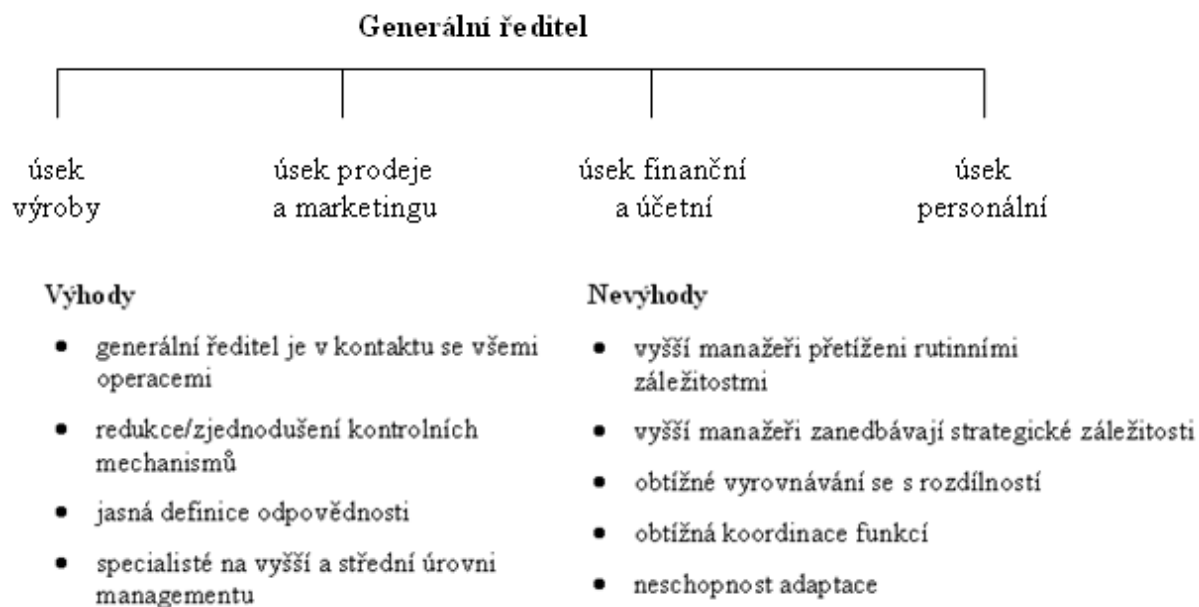 Generální ředitel
úsek
výroby
úsek prodeje
a marketingu
úsek finanční
a účetní
úsek
personální
Výhody
• generální ředitel je v kontaktu se všemi
operacemi
• redukce/zjednodušení kontrolních
mechanismů
• jasná definice odpovědnosti
• specialisté na vyšší a střední úrovni
managementu
Nevýhody
• vyšší manažeři přetíženi rutinními
záležitostmi
• vyšší manažeři zanedbávají strategické záležitosti
• obtížné vyrovnávání se s rozdílností
• obtížná koordinace funkcí
• neschopnost adaptace